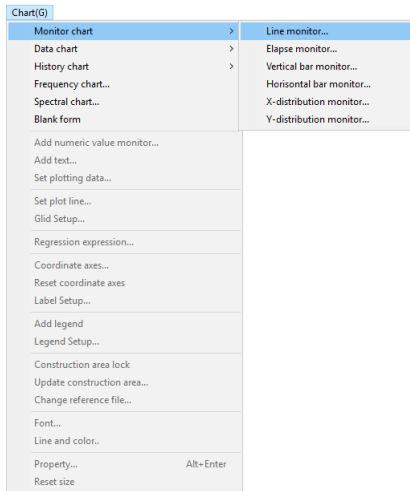 Chart(G)
Monitor chart > Line monitor...
Data chart > Elapse monitor...
History chart > Vertical bar monitor...
Frequency chart... Horisontal bar monitor...
Spectral chart... X-distribution monitor...
Blank form Y-distribution monitor...
Add numeric value monitor...
Add text...
Set plotting data...
Set plot line...
Glid Setup...
Regression expression...
Coordinate axes...
Reset coordinate axes
Label Setup...
Add legend
Legend Setup...
Construction area lock
Update construction area...
Change reference file...
Font...
Line and color..
Property... Alt+Enter
Reset size